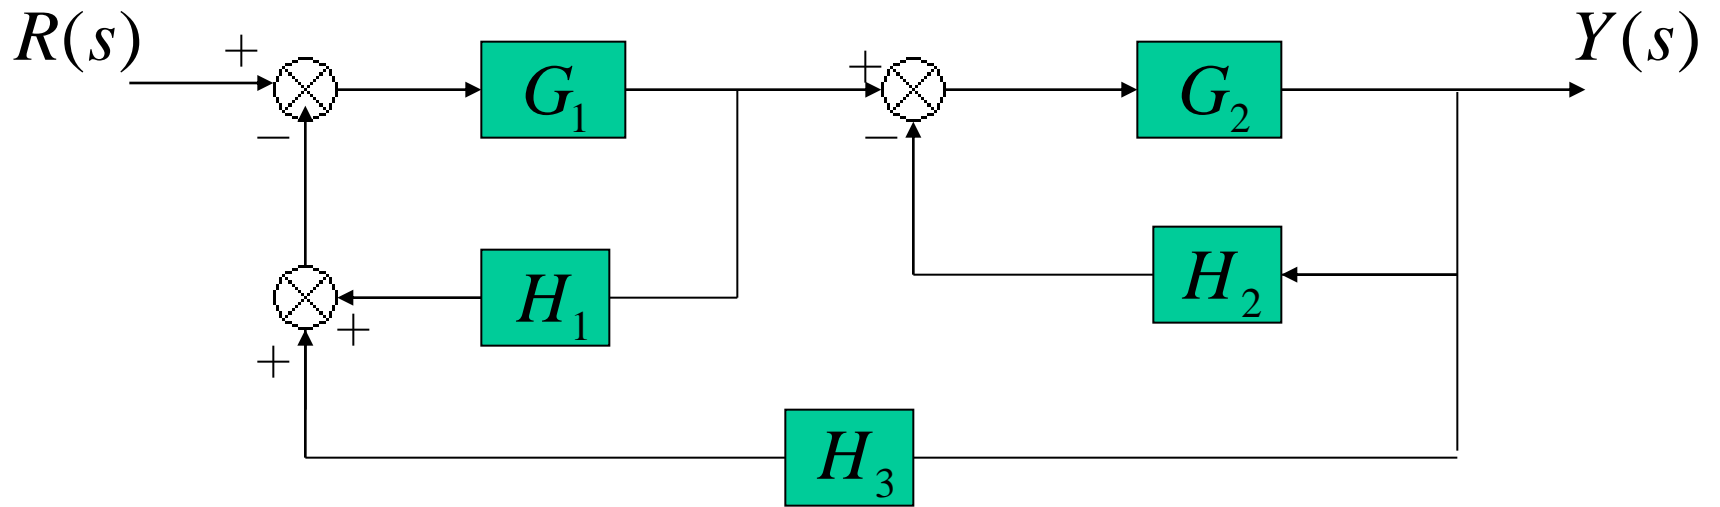 R(s) + G₁ + G₂ Y(s)
− −
H₁ H₂
+ +
H₃